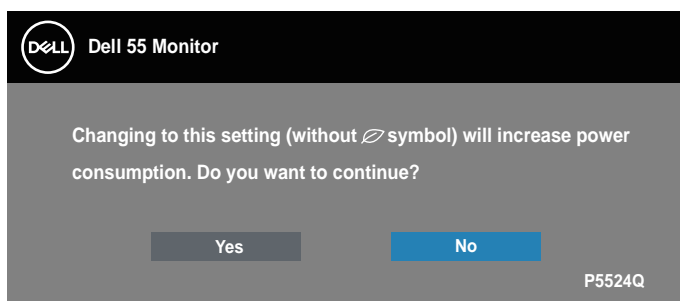 DELL
Dell 55 Monitor
Changing to this setting (without symbol) will increase power
consumption. Do you want to continue?
Yes No
P5524Q